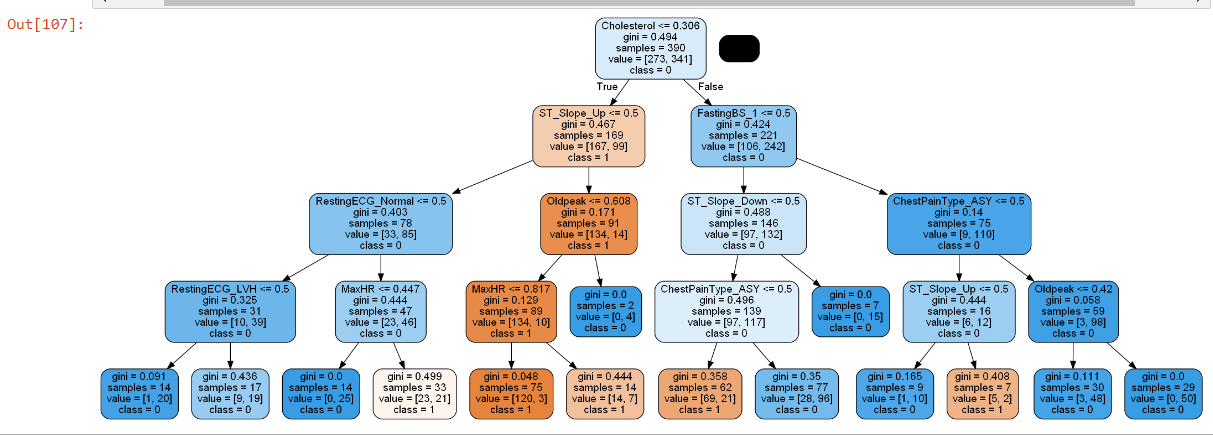 Out[107]:
Cholesterol <= 0.306
gini = 0.494
samples = 390
value = [273, 341]
class = 0
True
False
ST_Slope_Up <= 0.5
gini = 0.467
samples = 169
value = [167, 99]
class = 1
FastingBS_1 <= 0.5
gini = 0.424
samples = 221
value = [106, 242]
class = 0
RestingECG_Normal <= 0.5
gini = 0.403
samples = 78
value = [33, 85]
class = 0
Oldpeak <= 0.608
gini = 0.171
samples = 91
value = [134, 14]
class = 1
ST_Slope_Down <= 0.5
gini = 0.488
samples = 146
value = [97, 132]
class = 0
ChestPainType_ASY <= 0.5
gini = 0.14
samples = 75
value = [9, 110]
class = 0
RestingECG_LVH <= 0.5
gini = 0.325
samples = 31
value = [10, 39]
class = 0
MaxHR <= 0.447
gini = 0.444
samples = 47
value = [23, 46]
class = 0
MaxHR <= 0.817
gini = 0.129
samples = 89
value = [134, 10]
class = 1
gini = 0.0
samples = 2
value = [0, 4]
class = 0
ChestPainType_ASY <= 0.5
gini = 0.496
samples = 139
value = [97, 117]
class = 0
gini = 0.0
samples = 7
value = [0, 15]
class = 0
ST_Slope_Up <= 0.5
gini = 0.444
samples = 16
value = [6, 12]
class = 0
Oldpeak <= 0.42
gini = 0.058
samples = 59
value = [3, 98]
class = 0
gini = 0.091
samples = 14
value = [1, 20]
class = 0
gini = 0.436
samples = 17
value = [9, 19]
class = 0
gini = 0.0
samples = 14
value = [0, 25]
class = 0
gini = 0.499
samples = 33
value = [23, 21]
class = 1
gini = 0.048
samples = 75
value = [120, 3]
class = 1
gini = 0.444
samples = 14
value = [14, 7]
class = 1
gini = 0.358
samples = 62
value = [69, 21]
class = 1
gini = 0.35
samples = 77
value = [28, 96]
class = 0
gini = 0.165
samples = 9
value = [1, 10]
class = 0
gini = 0.408
samples = 7
value = [5, 2]
class = 1
gini = 0.111
samples = 30
value = [3, 48]
class = 0
gini = 0.0
samples = 29
value = [0, 50]
class = 0